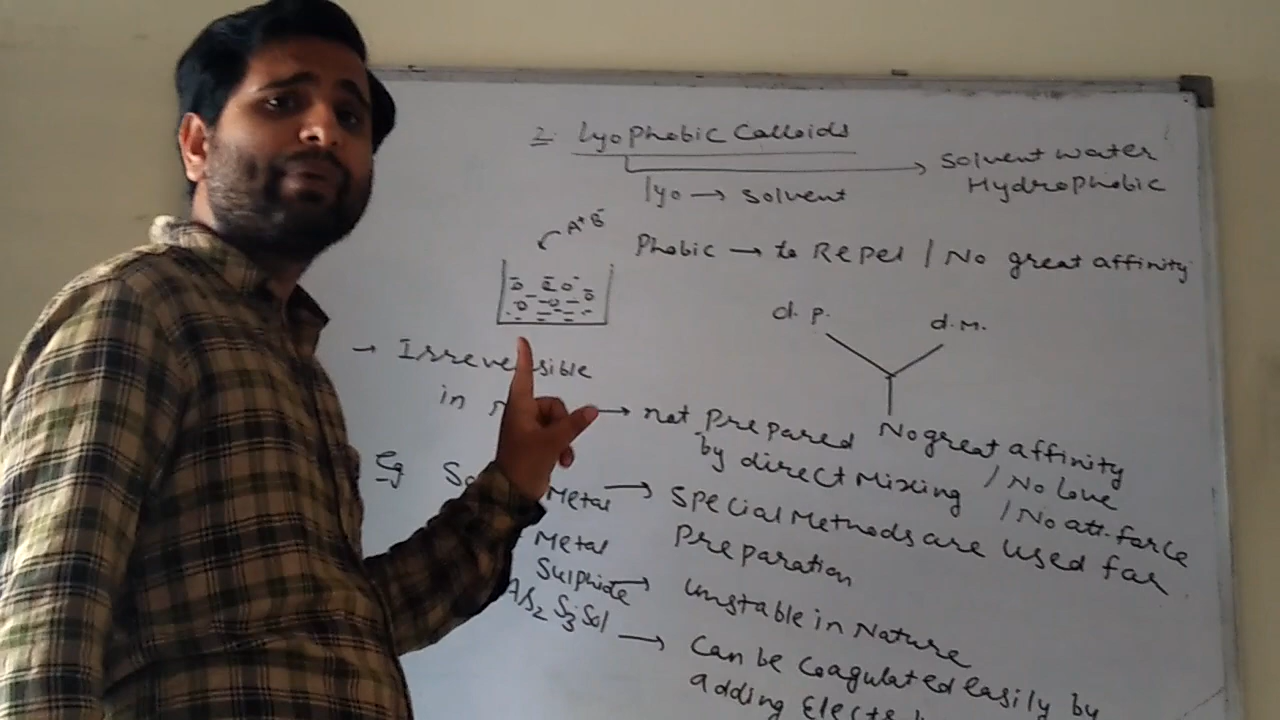 2. Lyophobic Colloids
Solvent water
Hydrophobic
lyo → Solvent
A+ B-
Phobic → to Repel / No great affinity
d. P.
d. M.
→ Irreversible
in
→ not Prepared
by direct Mixing
No great affinity
/ No Love
/ No att. force
Eg
Metal
→ Special Methods are used for
Preparation
Metal
Sulphide
→ Unstable in Nature
As2 S3 Sol
→ Can be Coagulated easily by
adding